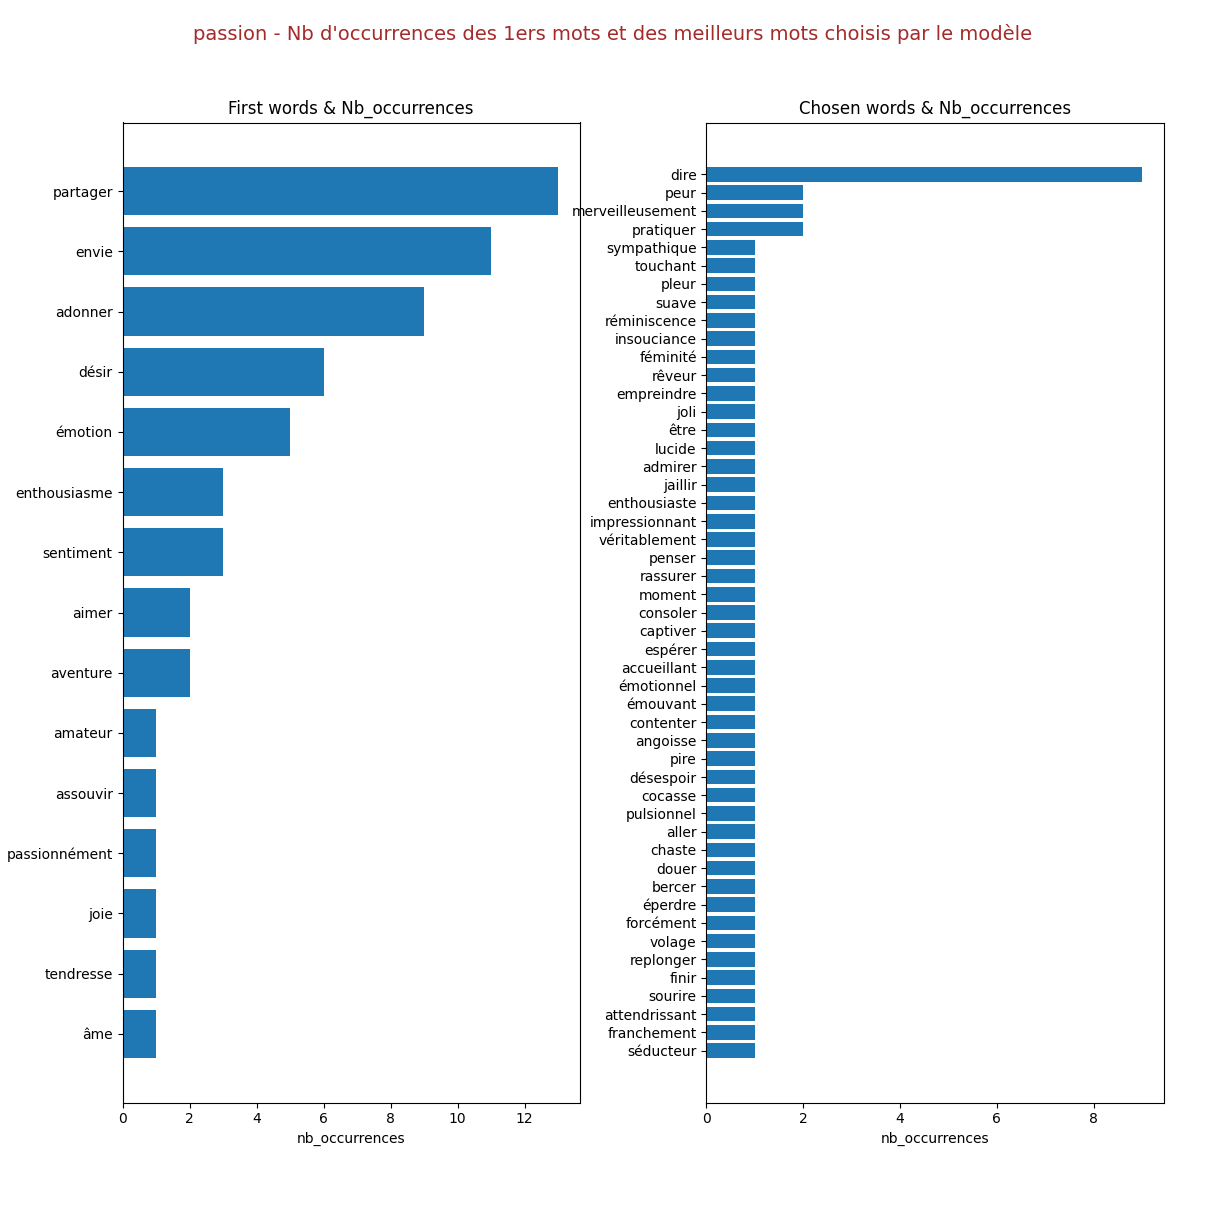 passion - Nb d'occurrences des 1ers mots et des meilleurs mots choisis par le modèle
First words & Nb_occurrences
partager
envie
adonner
désir
émotion
enthousiasme
sentiment
aimer
aventure
amateur
assouvir
passionnément
joie
tendresse
âme
0 2 4 6 8 10 12
nb_occurrences
Chosen words & Nb_occurrences
dire
peur
merveilleusement
pratiquer
sympathique
touchant
pleur
suave
réminiscence
insouciance
féminité
rêveur
empreindre
joli
être
lucide
admirer
jaillir
enthousiaste
impressionnant
véritablement
penser
rassurer
moment
consoler
captiver
espérer
accueillant
émotionnel
émouvant
contenter
angoisse
pire
désespoir
cocasse
pulsionnel
aller
chaste
douer
bercer
éperdre
forcément
volage
replonger
finir
sourire
attendrissant
franchement
séducteur
0 2 4 6 8
nb_occurrences